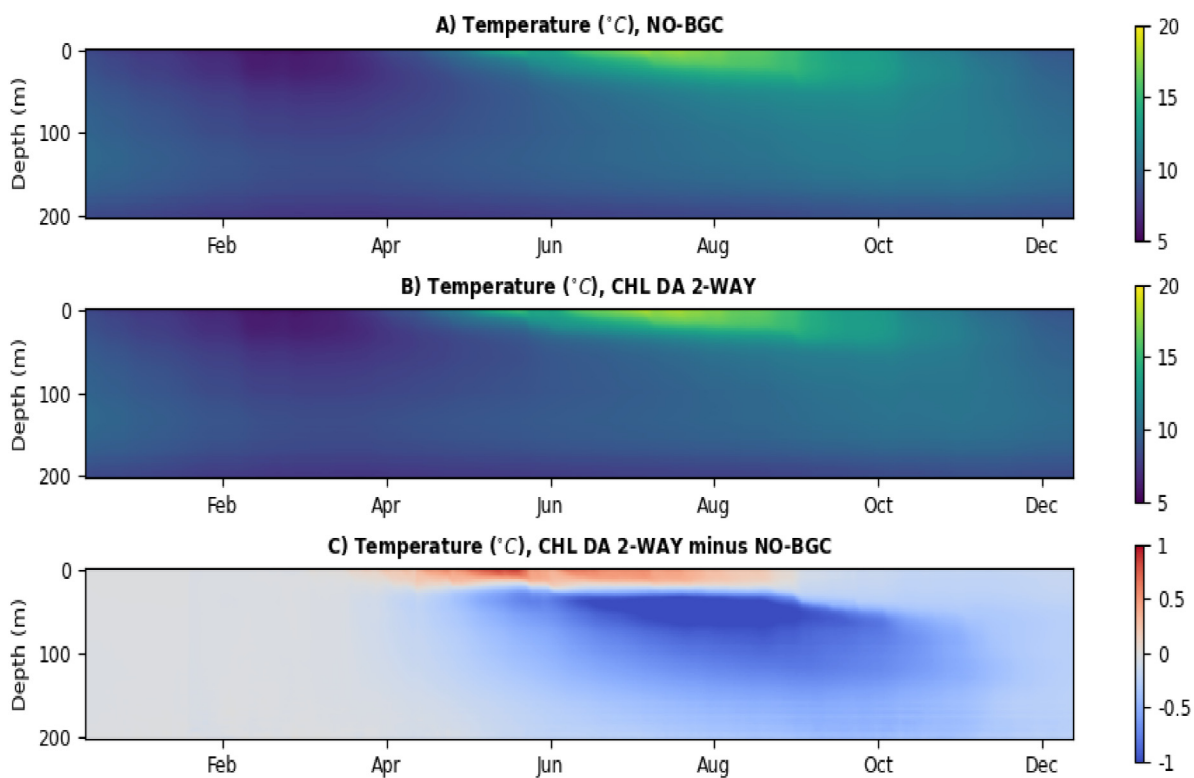 A) Temperature (°C), NO-BGC
0
100
200
Depth (m)
Feb Apr Jun Aug Oct Dec
20
15
10
5
B) Temperature (°C), CHL DA 2-WAY
0
100
200
Depth (m)
Feb Apr Jun Aug Oct Dec
20
15
10
5
C) Temperature (°C), CHL DA 2-WAY minus NO-BGC
0
100
200
Depth (m)
Feb Apr Jun Aug Oct Dec
1
0.5
0
-0.5
-1